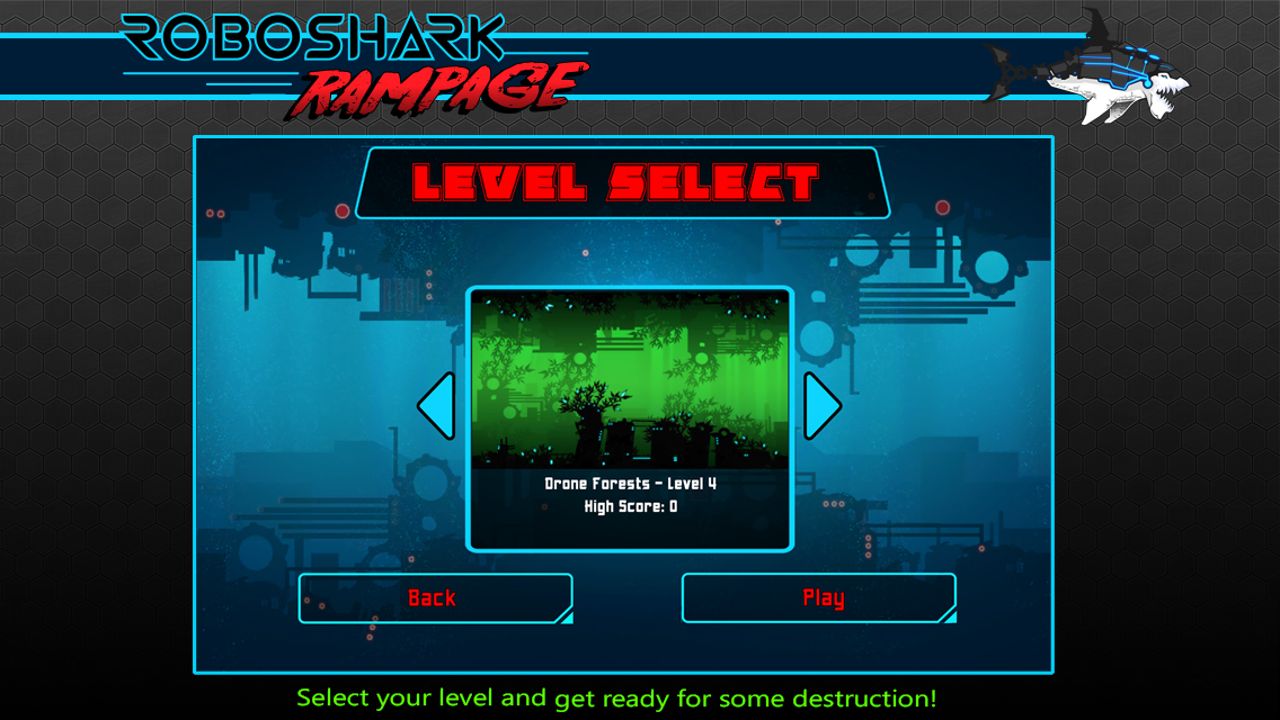 ROBOSHARK
RAMPAGE
LEVEL SELECT
Drone Forests - Level 4
High Score: 0
Back
Play
Select your level and get ready for some destruction!